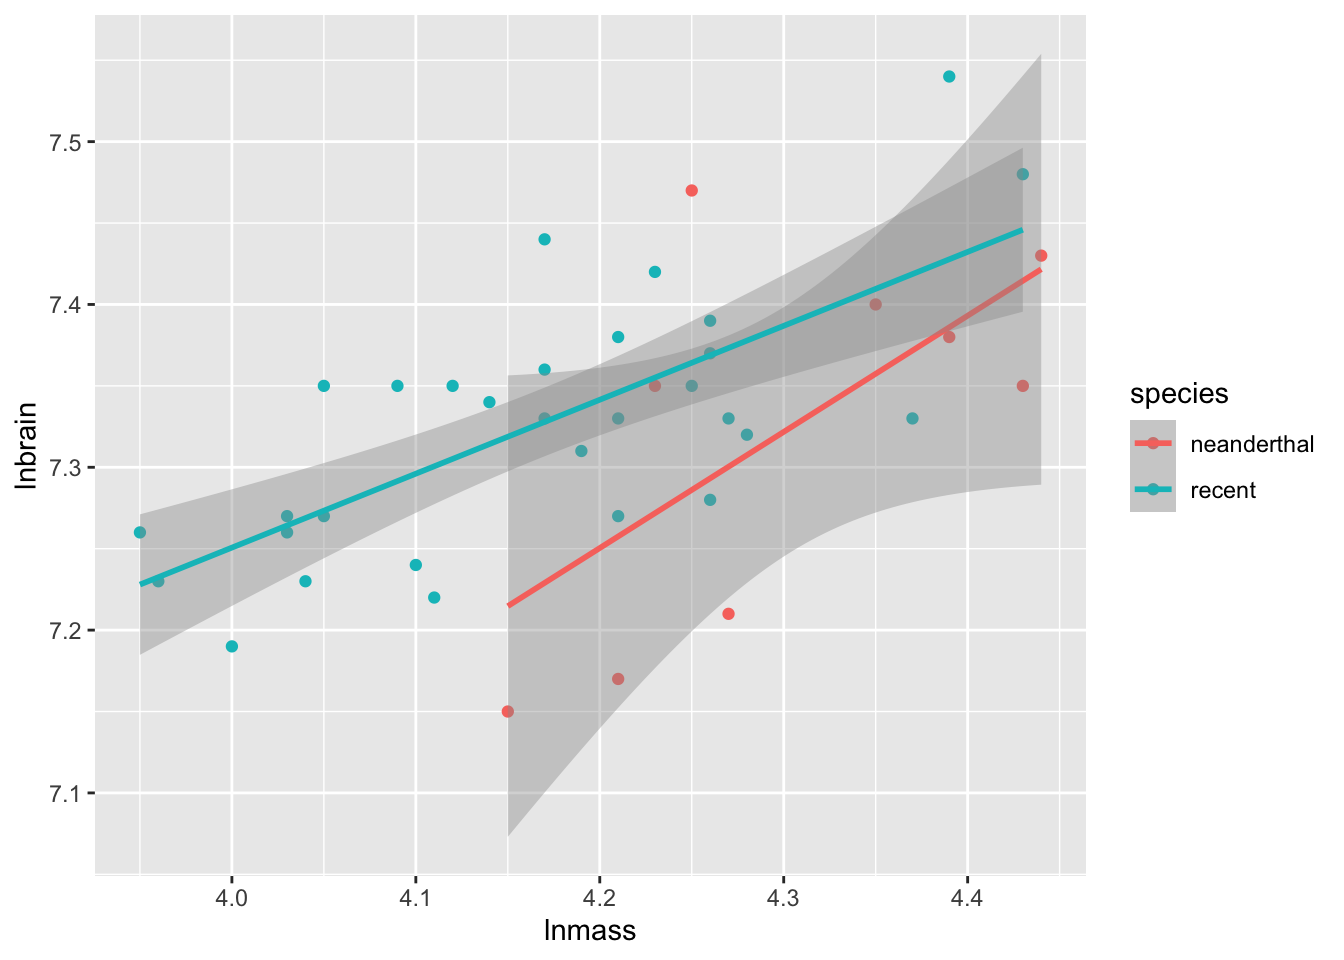 7.5
7.4
7.3
7.2
7.1
lnbrain
4.0 4.1 4.2 4.3 4.4
lnmass
species
neanderthal
recent